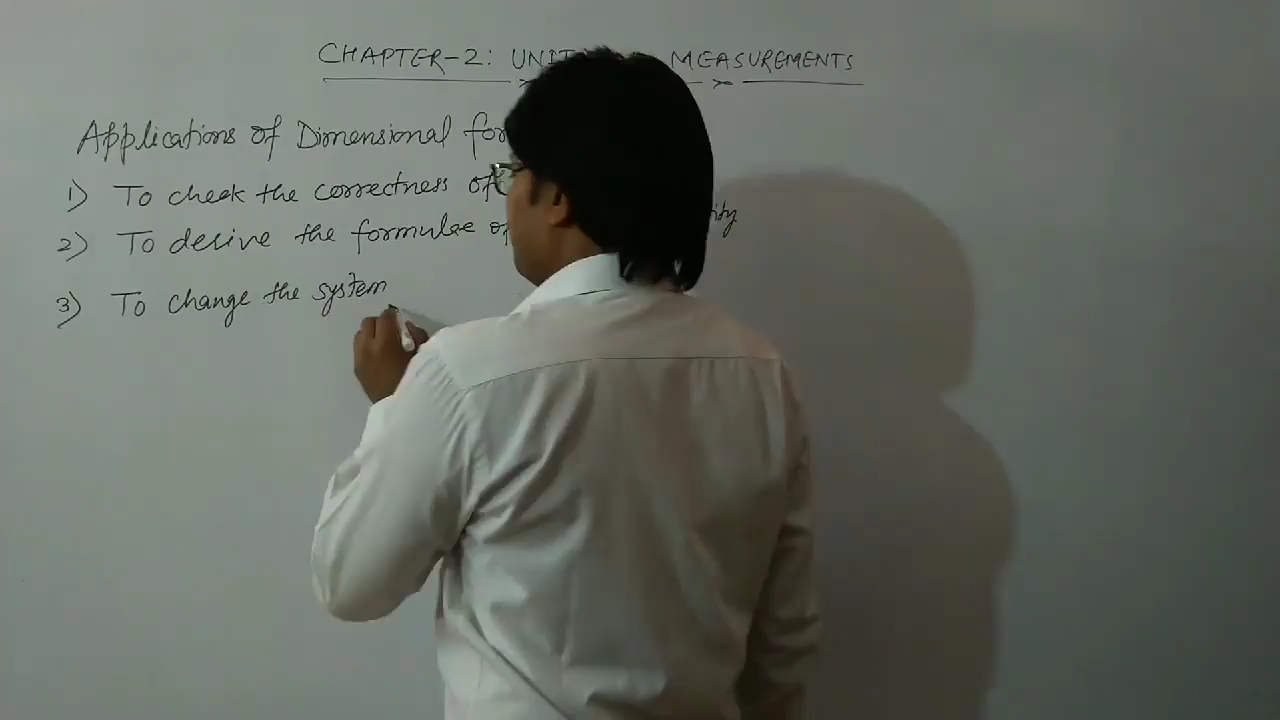 CHAPTER-2: UNIT MEASUREMENTS
Applications of Dimensional for
1) To check the correctness of
2) To derive the formulae of ity
3) To change the system